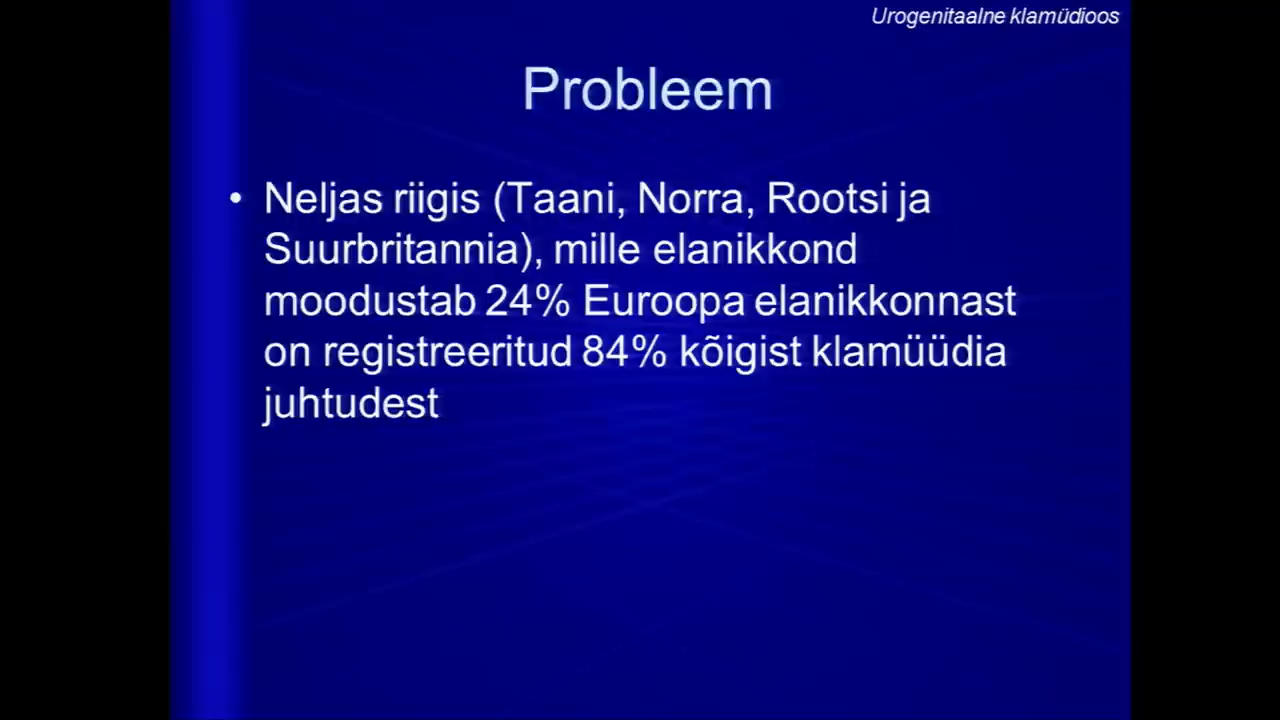 Urogenitaalne klamüdioos
Probleem
• Neljas riigis (Taani, Norra, Rootsi ja
Suurbritannia), mille elanikkond
moodustab 24% Euroopa elanikkonnast
on registreeritud 84% kõigist klamüüdia
juhtudest